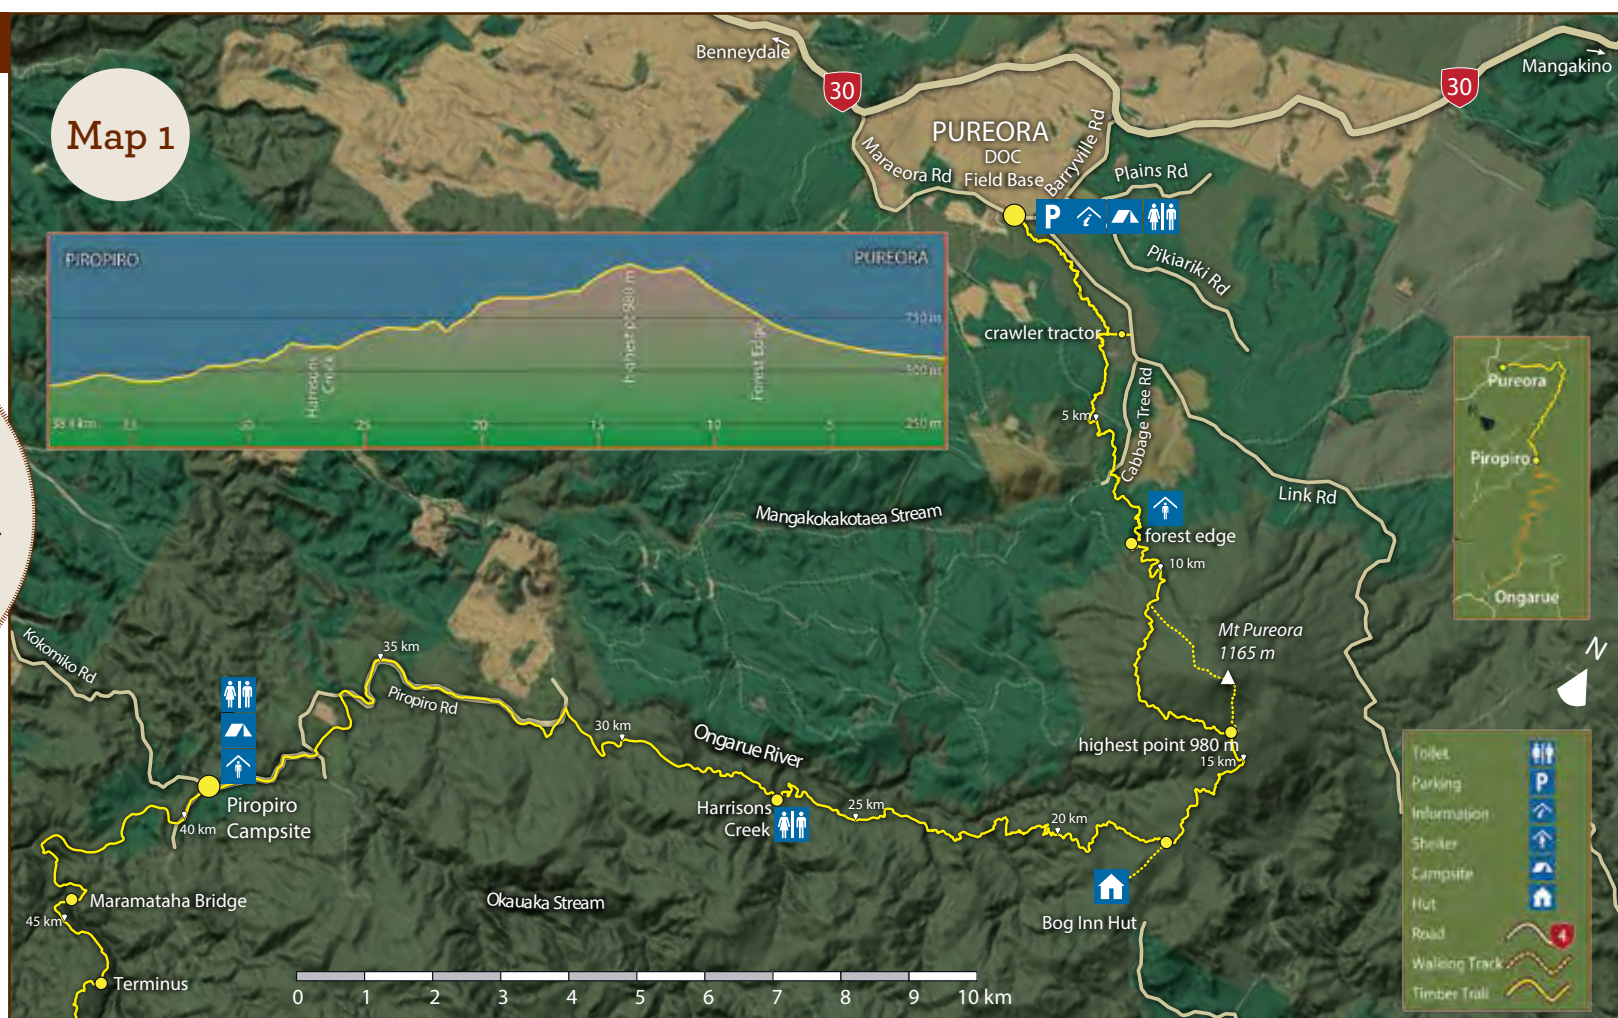 Map 1
Benneydale
30
30
Mangakino
PUREORA
DOC
Field Base
Maraeora Rd
Barryville Rd
Plains Rd
Pikiariki Rd
PIROPIRO
PUREORA
Highest pt 980 m
Forest Edge
Harrison
Creek
750 m
500 m
250 m
38.4 km
35
30
25
20
15
10
5
crawler tractor
5 km
Cabbage Tree Rd
Link Rd
Mangakokakotaea Stream
forest edge
10 km
Mt Pureora
1165 m
highest point 980 m
15 km
Pureora
N
Piropiro
Ongarue
N
Kokomiko Rd
35 km
Piropiro Rd
30 km
Ongarue River
Harrisons
Creek
25 km
20 km
Bog Inn Hut
Piropiro
Campsite
40 km
Maramataha Bridge
45 km
Terminus
Okauaka Stream
0 1 2 3 4 5 6 7 8 9 10 km
Toilet
Parking
P
Information
Shelter
Campsite
Hut
Road
4
Walking Track
Timber Trail
P